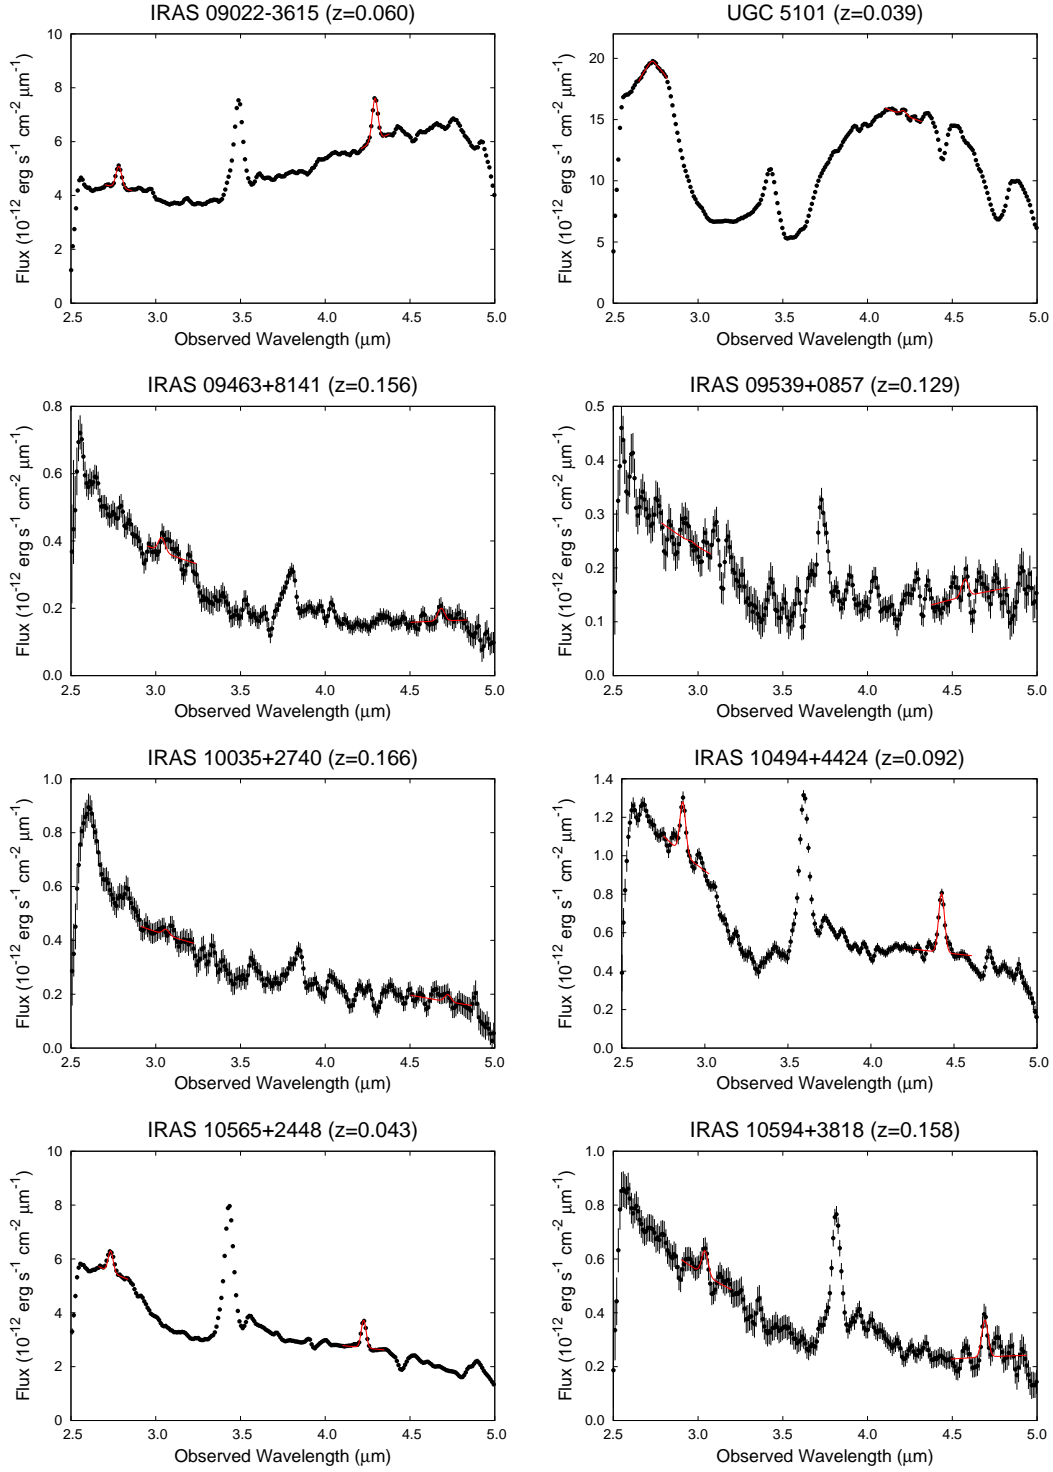 IRAS 09022-3615 (z=0.060)
Flux (10⁻¹² erg s⁻¹ cm⁻² μm⁻¹)
10
8
6
4
2
0
2.5 3.0 3.5 4.0 4.5 5.0
Observed Wavelength (μm)
UGC 5101 (z=0.039)
Flux (10⁻¹² erg s⁻¹ cm⁻² μm⁻¹)
20
15
10
5
0
2.5 3.0 3.5 4.0 4.5 5.0
Observed Wavelength (μm)
IRAS 09463+8141 (z=0.156)
Flux (10⁻¹² erg s⁻¹ cm⁻² μm⁻¹)
0.8
0.6
0.4
0.2
0.0
2.5 3.0 3.5 4.0 4.5 5.0
Observed Wavelength (μm)
IRAS 09539+0857 (z=0.129)
Flux (10⁻¹² erg s⁻¹ cm⁻² μm⁻¹)
0.5
0.4
0.3
0.2
0.1
0.0
2.5 3.0 3.5 4.0 4.5 5.0
Observed Wavelength (μm)
IRAS 10035+2740 (z=0.166)
Flux (10⁻¹² erg s⁻¹ cm⁻² μm⁻¹)
1.0
0.8
0.6
0.4
0.2
0.0
2.5 3.0 3.5 4.0 4.5 5.0
Observed Wavelength (μm)
IRAS 10494+4424 (z=0.092)
Flux (10⁻¹² erg s⁻¹ cm⁻² μm⁻¹)
1.4
1.2
1.0
0.8
0.6
0.4
0.2
0.0
2.5 3.0 3.5 4.0 4.5 5.0
Observed Wavelength (μm)
IRAS 10565+2448 (z=0.043)
Flux (10⁻¹² erg s⁻¹ cm⁻² μm⁻¹)
10
8
6
4
2
0
2.5 3.0 3.5 4.0 4.5 5.0
Observed Wavelength (μm)
IRAS 10594+3818 (z=0.158)
Flux (10⁻¹² erg s⁻¹ cm⁻² μm⁻¹)
1.0
0.8
0.6
0.4
0.2
0.0
2.5 3.0 3.5 4.0 4.5 5.0
Observed Wavelength (μm)